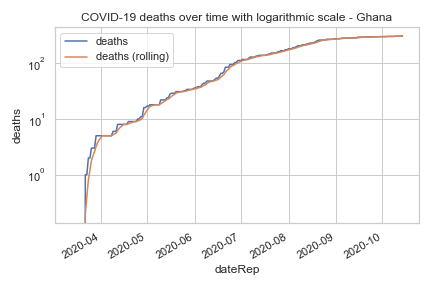 COVID-19 deaths over time with logarithmic scale - Ghana
deaths
deaths (rolling)
10²
10¹
10⁰
deaths
2020-04
2020-05
2020-06
2020-07
2020-08
2020-09
2020-10
dateRep